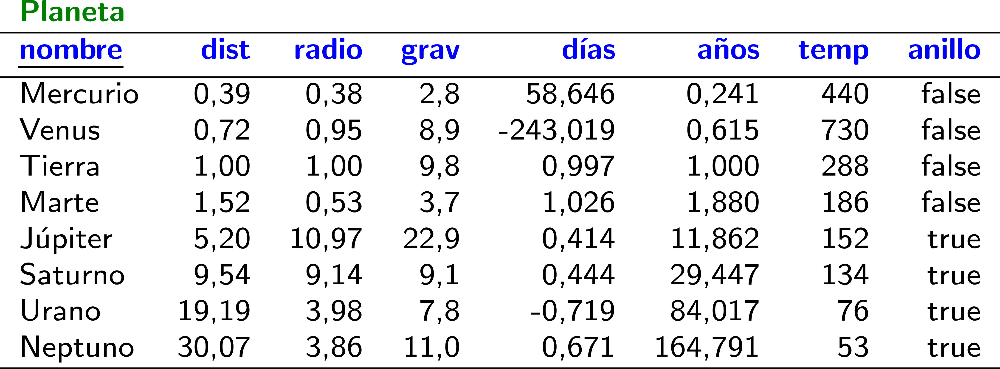 Planeta
nombre dist radio grav días años temp anillo
Mercurio 0,39 0,38 2,8 58,646 0,241 440 false
Venus 0,72 0,95 8,9 -243,019 0,615 730 false
Tierra 1,00 1,00 9,8 0,997 1,000 288 false
Marte 1,52 0,53 3,7 1,026 1,880 186 false
Júpiter 5,20 10,97 22,9 0,414 11,862 152 true
Saturno 9,54 9,14 9,1 0,444 29,447 134 true
Urano 19,19 3,98 7,8 -0,719 84,017 76 true
Neptuno 30,07 3,86 11,0 0,671 164,791 53 true